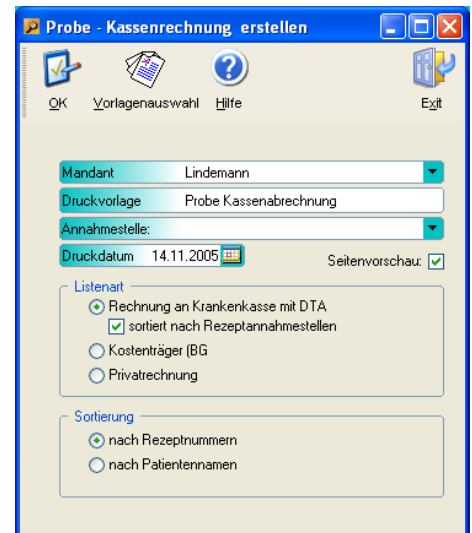 Probe - Kassenrechnung erstellen
OK Vorlagenauswahl Hilfe Exit
Mandant Lindemann
Druckvorlage Probe Kassenabrechnung
Annahmestelle:
Druckdatum 14.11.2005 Seitenvorschau:
Listenart
Rechnung an Krankenkasse mit DTA
sortiert nach Rezeptannahmestellen
Kostenträger (BG
Privatrechnung
Sortierung
nach Rezeptnummern
nach Patientennamen